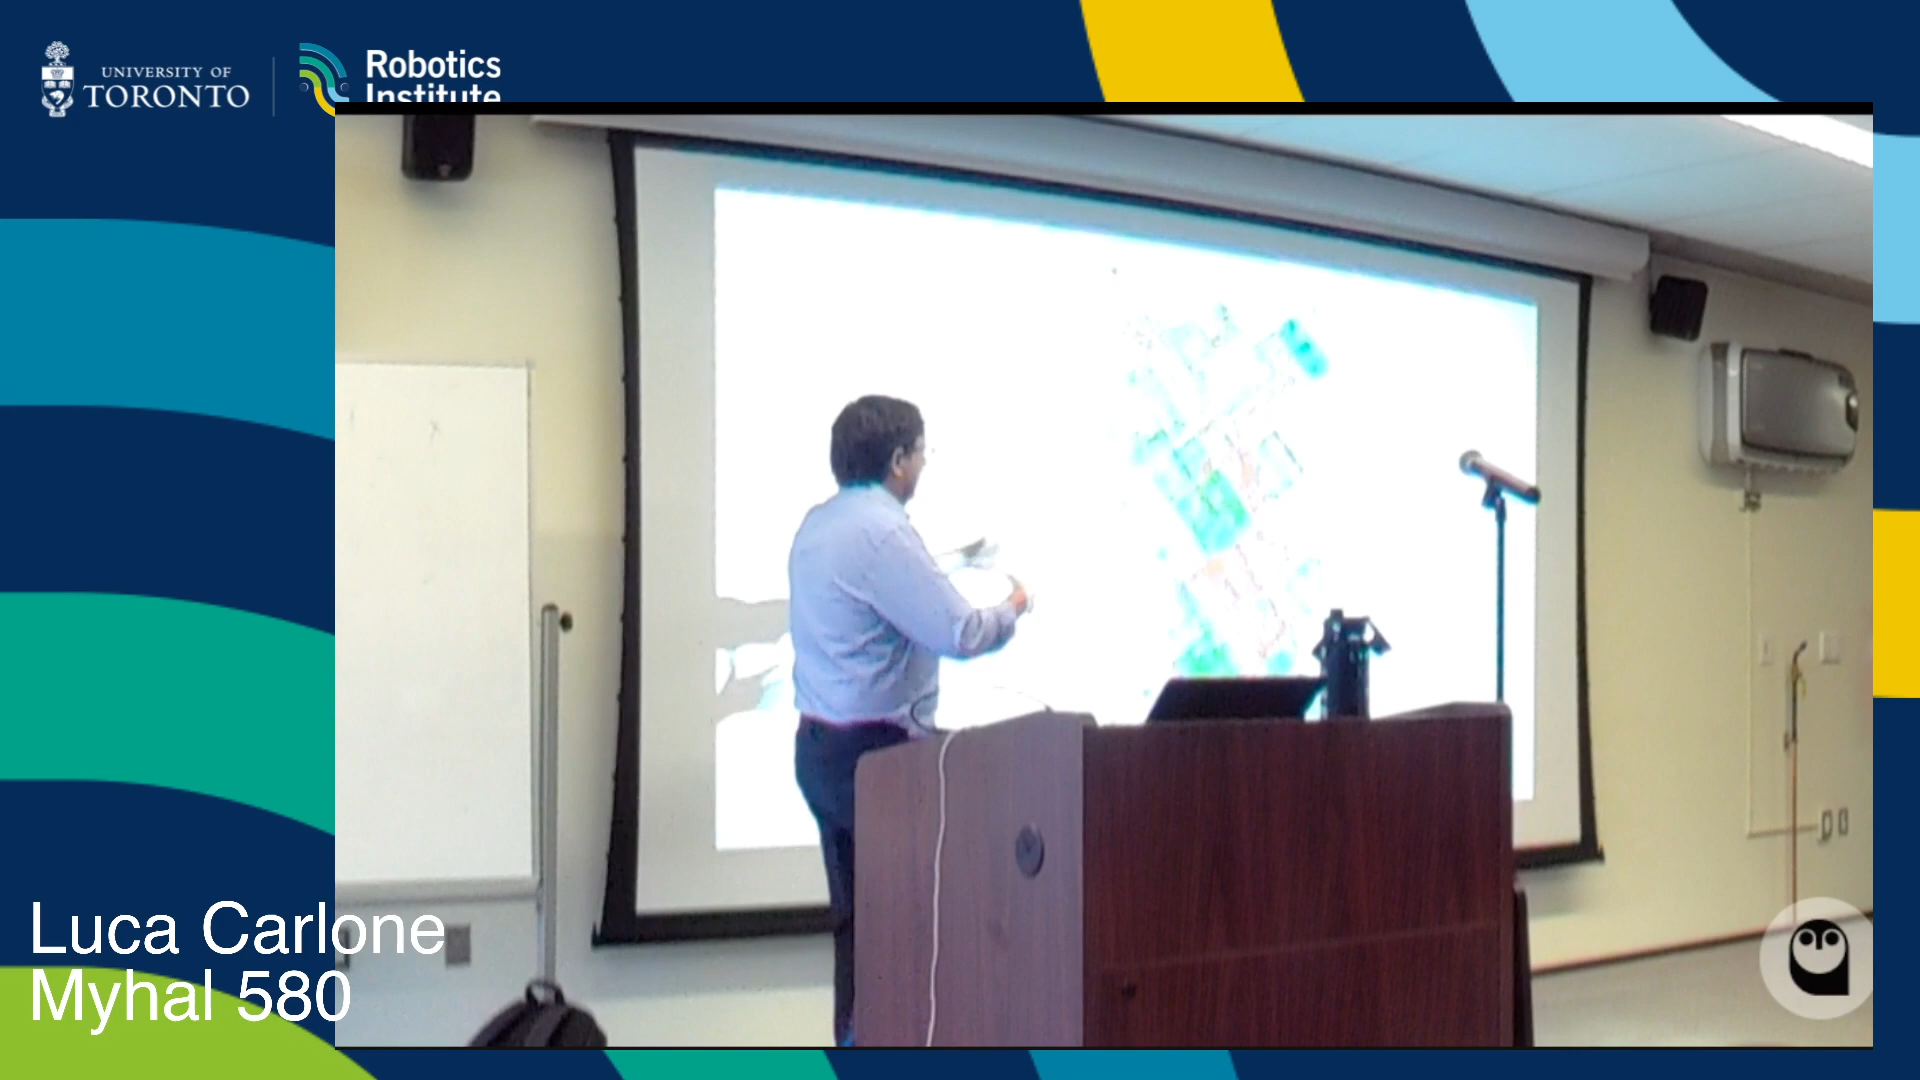 UNIVERSITY OF
TORONTO
Robotics
Institute
Luca Carlone
Myhal 580